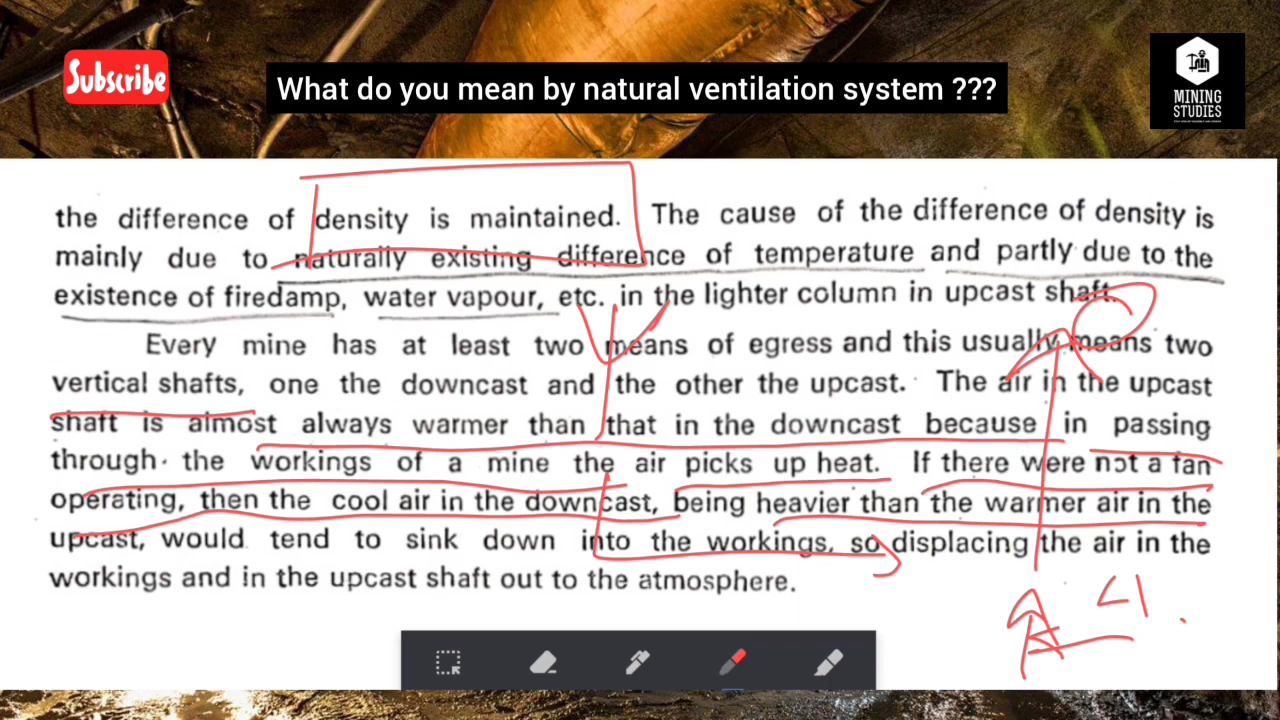 Subscribe
What do you mean by natural ventilation system ???
MINING
STUDIES
the difference of density is maintained. The cause of the difference of density is
mainly due to naturally existing difference of temperature and partly due to the
existence of firedamp, water vapour, etc. in the lighter column in upcast shaft.
Every mine has at least two means of egress and this usually means two
vertical shafts, one the downcast and the other the upcast. The air in the upcast
shaft is almost always warmer than that in the downcast because in passing
through the workings of a mine the air picks up heat. If there were not a fan
operating, then the cool air in the downcast, being heavier than the warmer air in the
upcast, would tend to sink down into the workings, so displacing the air in the
workings and in the upcast shaft out to the atmosphere.